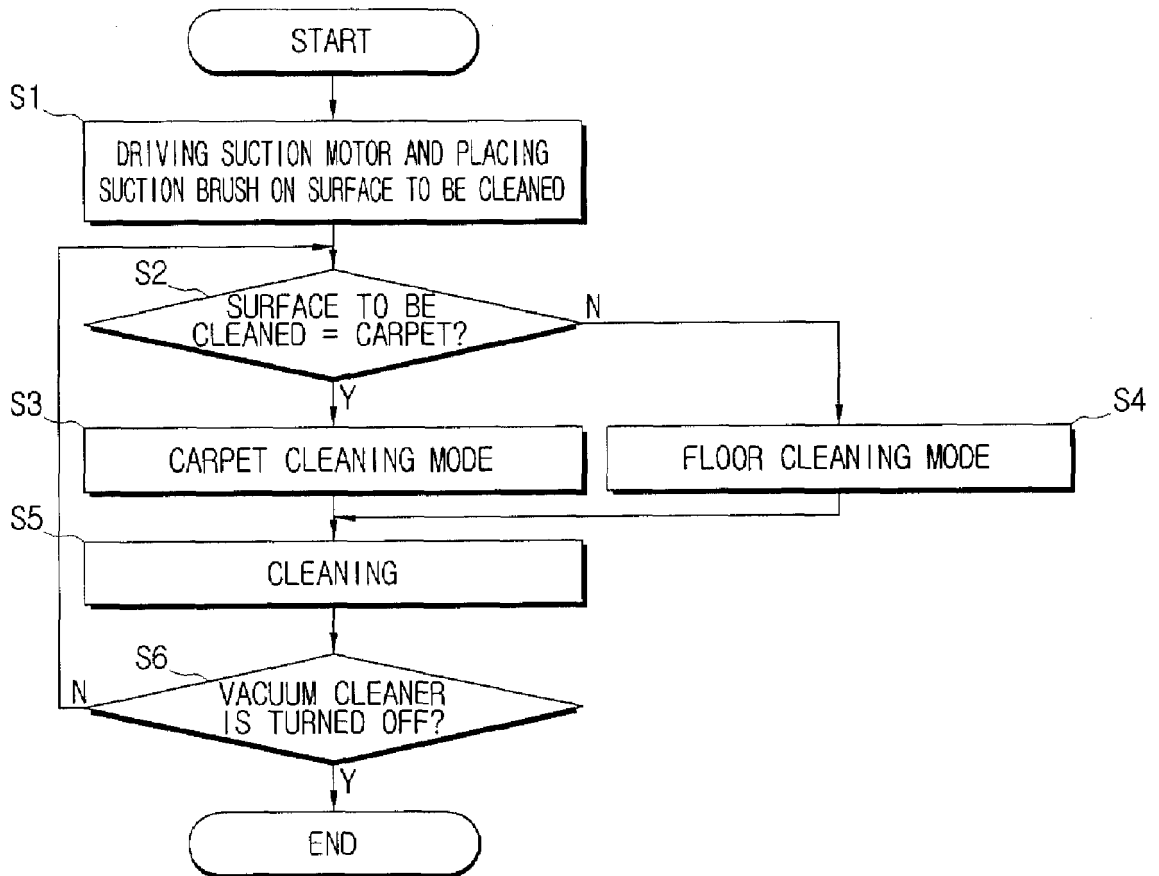 START
S1
DRIVING SUCTION MOTOR AND PLACING
SUCTION BRUSH ON SURFACE TO BE CLEANED
S2
SURFACE TO BE
CLEANED = CARPET?
N
Y
S3
CARPET CLEANING MODE
S4
FLOOR CLEANING MODE
S5
CLEANING
S6
VACUUM CLEANER
IS TURNED OFF?
N
Y
END